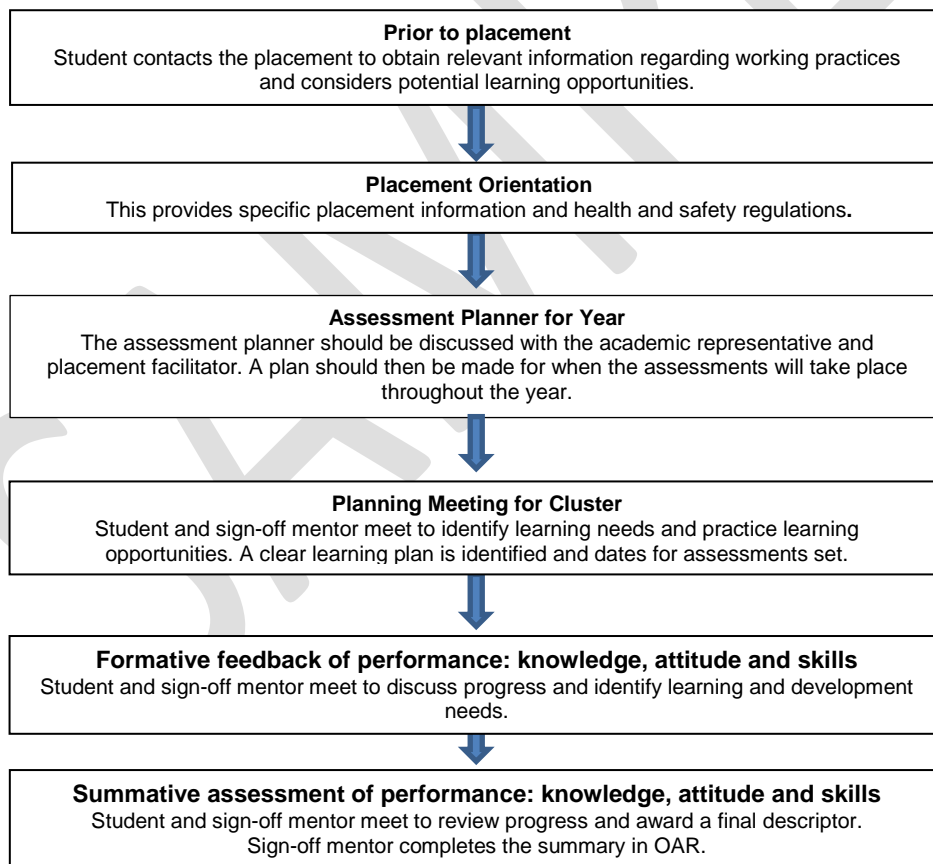 Prior to placement
Student contacts the placement to obtain relevant information regarding working practices
and considers potential learning opportunities.
Placement Orientation
This provides specific placement information and health and safety regulations.
Assessment Planner for Year
The assessment planner should be discussed with the academic representative and
placement facilitator. A plan should then be made for when the assessments will take place
throughout the year.
Planning Meeting for Cluster
Student and sign-off mentor meet to identify learning needs and practice learning
opportunities. A clear learning plan is identified and dates for assessments set.
Formative feedback of performance: knowledge, attitude and skills
Student and sign-off mentor meet to discuss progress and identify learning and development
needs.
Summative assessment of performance: knowledge, attitude and skills
Student and sign-off mentor meet to review progress and award a final descriptor.
Sign-off mentor completes the summary in OAR.